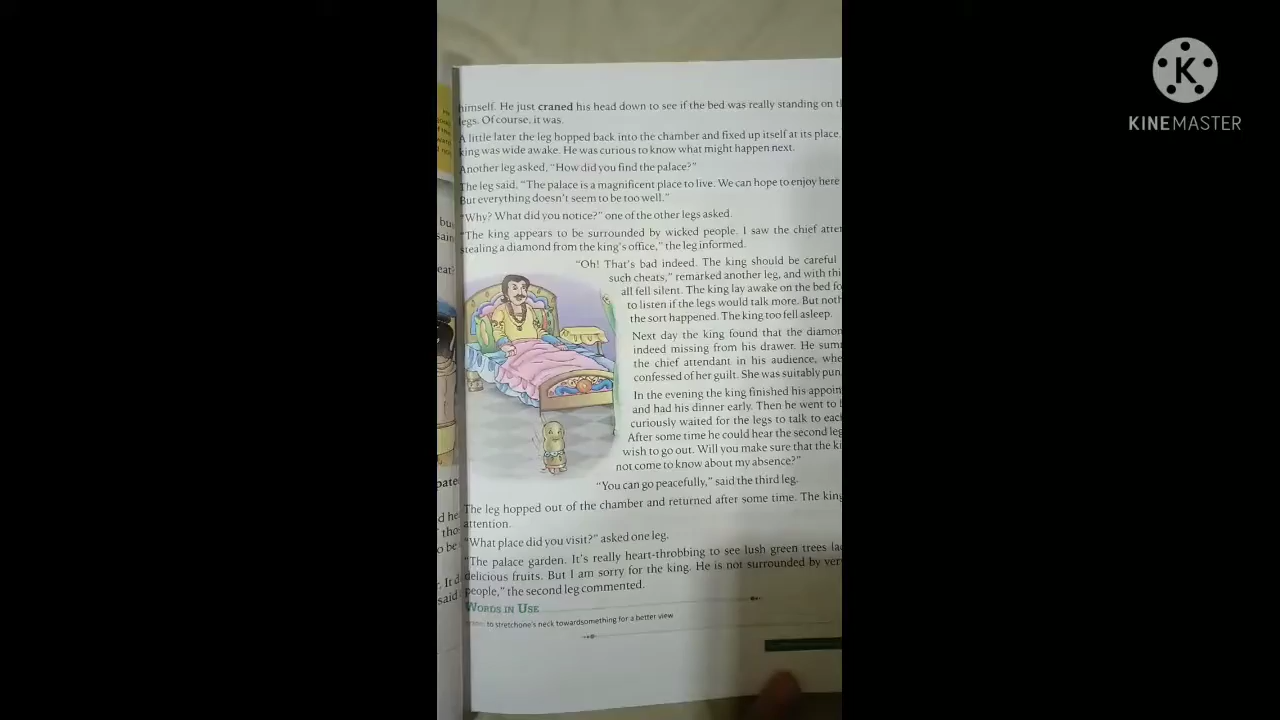 himself. He just craned his head down to see if the bed was really standing on
legs. Of course, it was.
A little later the leg hopped back into the chamber and fixed up itself at its place
king was wide awake. He was curious to know what might happen next.
Another leg asked, “How did you find the palace?”
The leg said, “The palace is a magnificent place to live. We can hope to enjoy here
But everything doesn't seem to be too well.”
“Why? What did you notice?” one of the other legs asked.
“The king appears to be surrounded by wicked people. I saw the chief
stealing a diamond from the king's office,” the leg informed.
“Oh! That's bad indeed. The king should be careful
such cheats,” remarked another leg, and with
all fell silent. The king lay awake on the bed
to listen if the legs would talk more. But
the sort happened. The king too fell asleep.
Next day the king found that the
indeed missing from his drawer. He
the chief attendant in his audience,
confessed of her guilt. She was suitably
In the evening the king finished his
and had his dinner early. Then he went to
curiously waited for the legs to talk to
After some time he could hear the second leg
wish to go out. Will you make sure that the
not come to know about my absence?”
“You can go peacefully,” said the third leg.
The leg hopped out of the chamber and returned after some time. The king
attention.
“What place did you visit?” asked one leg.
“The palace garden. It's really heart-throbbing to see lush green trees
delicious fruits. But I am sorry for the king. He is not surrounded by
people,” the second leg commented.
WORDS IN USE
to stretchone's neck towardsomething for a better view
KINEMASTER